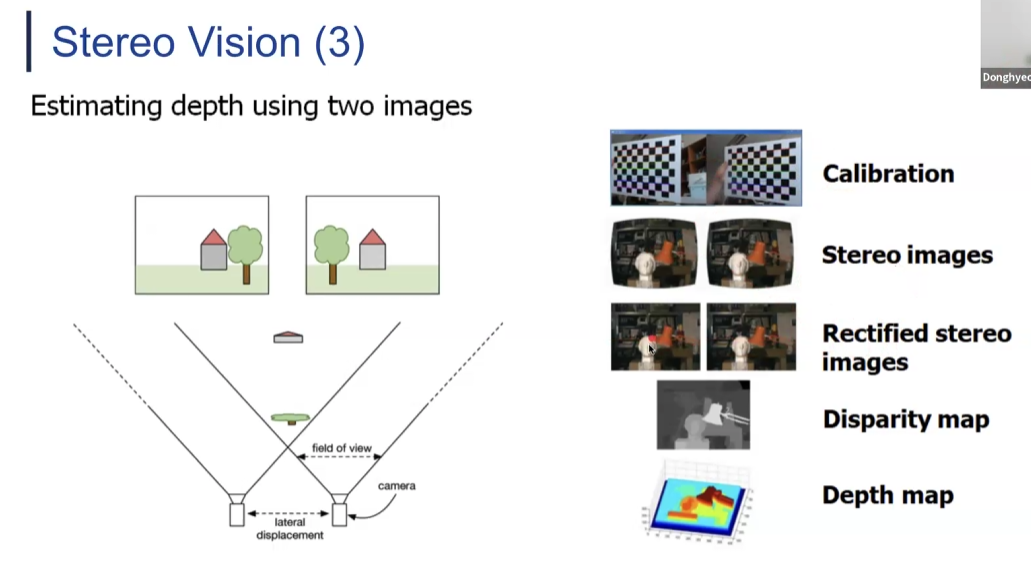 Stereo Vision (3)
Donghyeo
Estimating depth using two images
Calibration
Stereo images
Rectified stereo
images
Disparity map
Depth map
field of view
camera
lateral
displacement